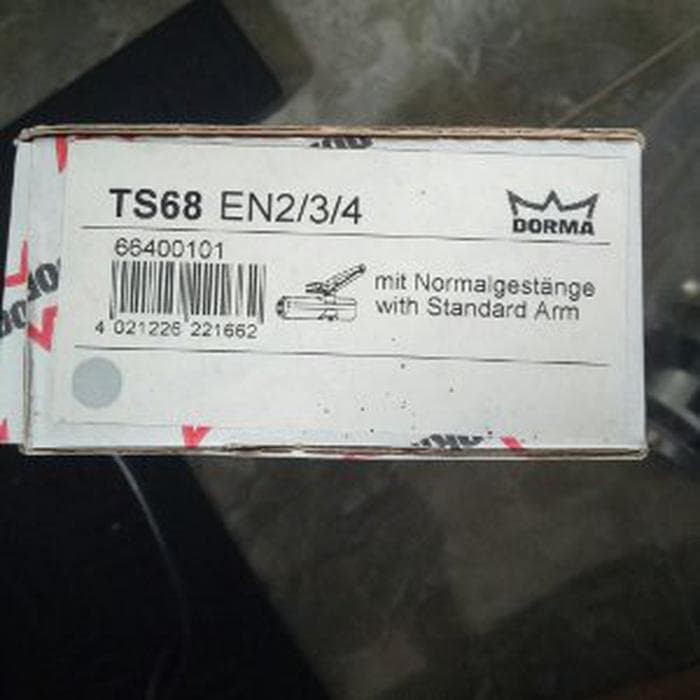 TS68 EN2/3/4
DORMA
66400101
4 021226 221662
mit Normalgestänge
with Standard Arm